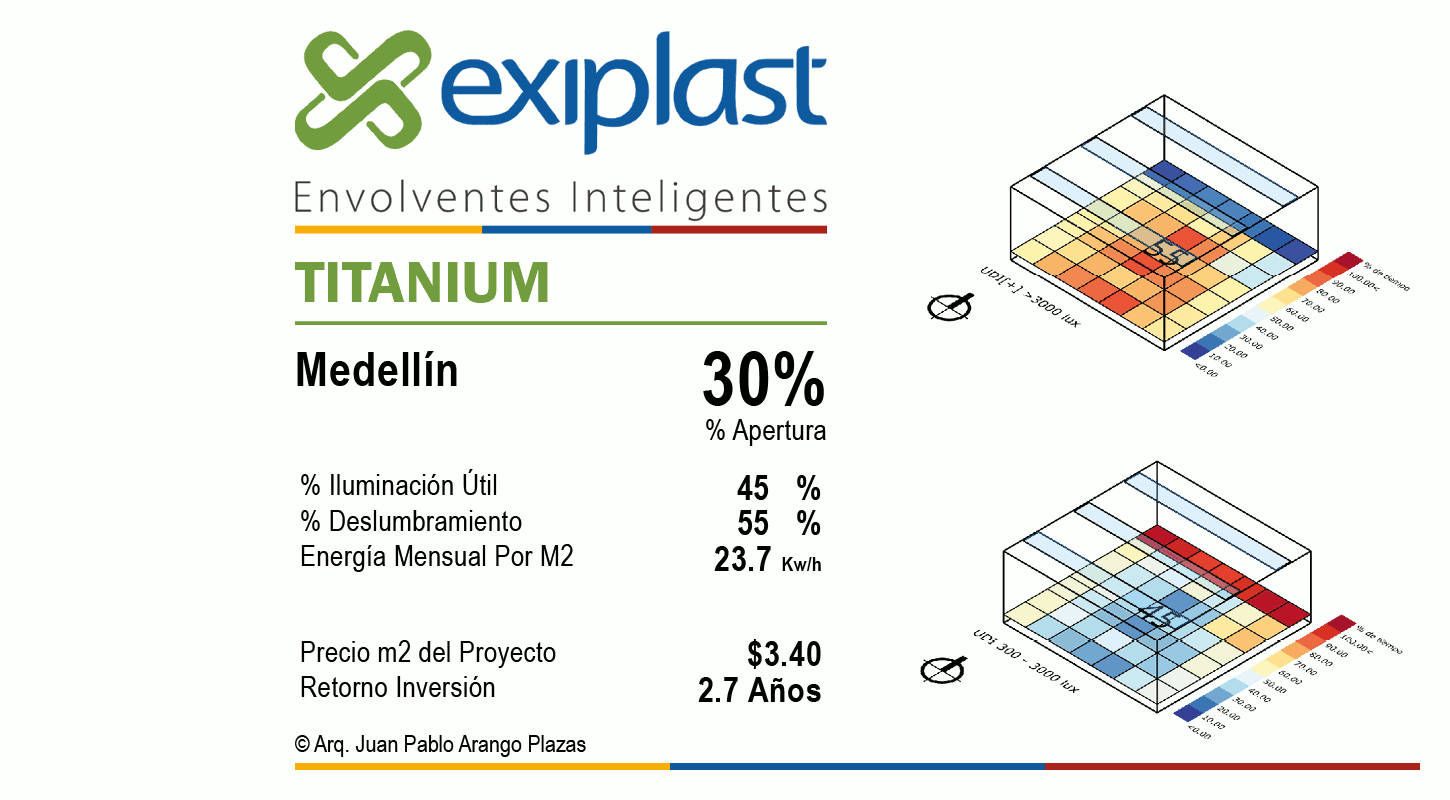 exiplast
Envolventes Inteligentes
TITANIUM
Medellín
30%
% Apertura
% Iluminación Útil 45 %
% Deslumbramiento 55 %
Energía Mensual Por M2 23.7 Kw/h
Precio m2 del Proyecto $3.40
Retorno Inversión 2.7 Años
© Arq. Juan Pablo Arango Plazas
55
UDI[+] >3000 lux
% de tiempo
100.00<
90.00
80.00
70.00
60.00
50.00
40.00
30.00
20.00
10.00
<0.00
45
UDI 300 - 3000 lux
% de tiempo
100.00<
90.00
80.00
70.00
60.00
50.00
40.00
30.00
20.00
10.00
<0.00